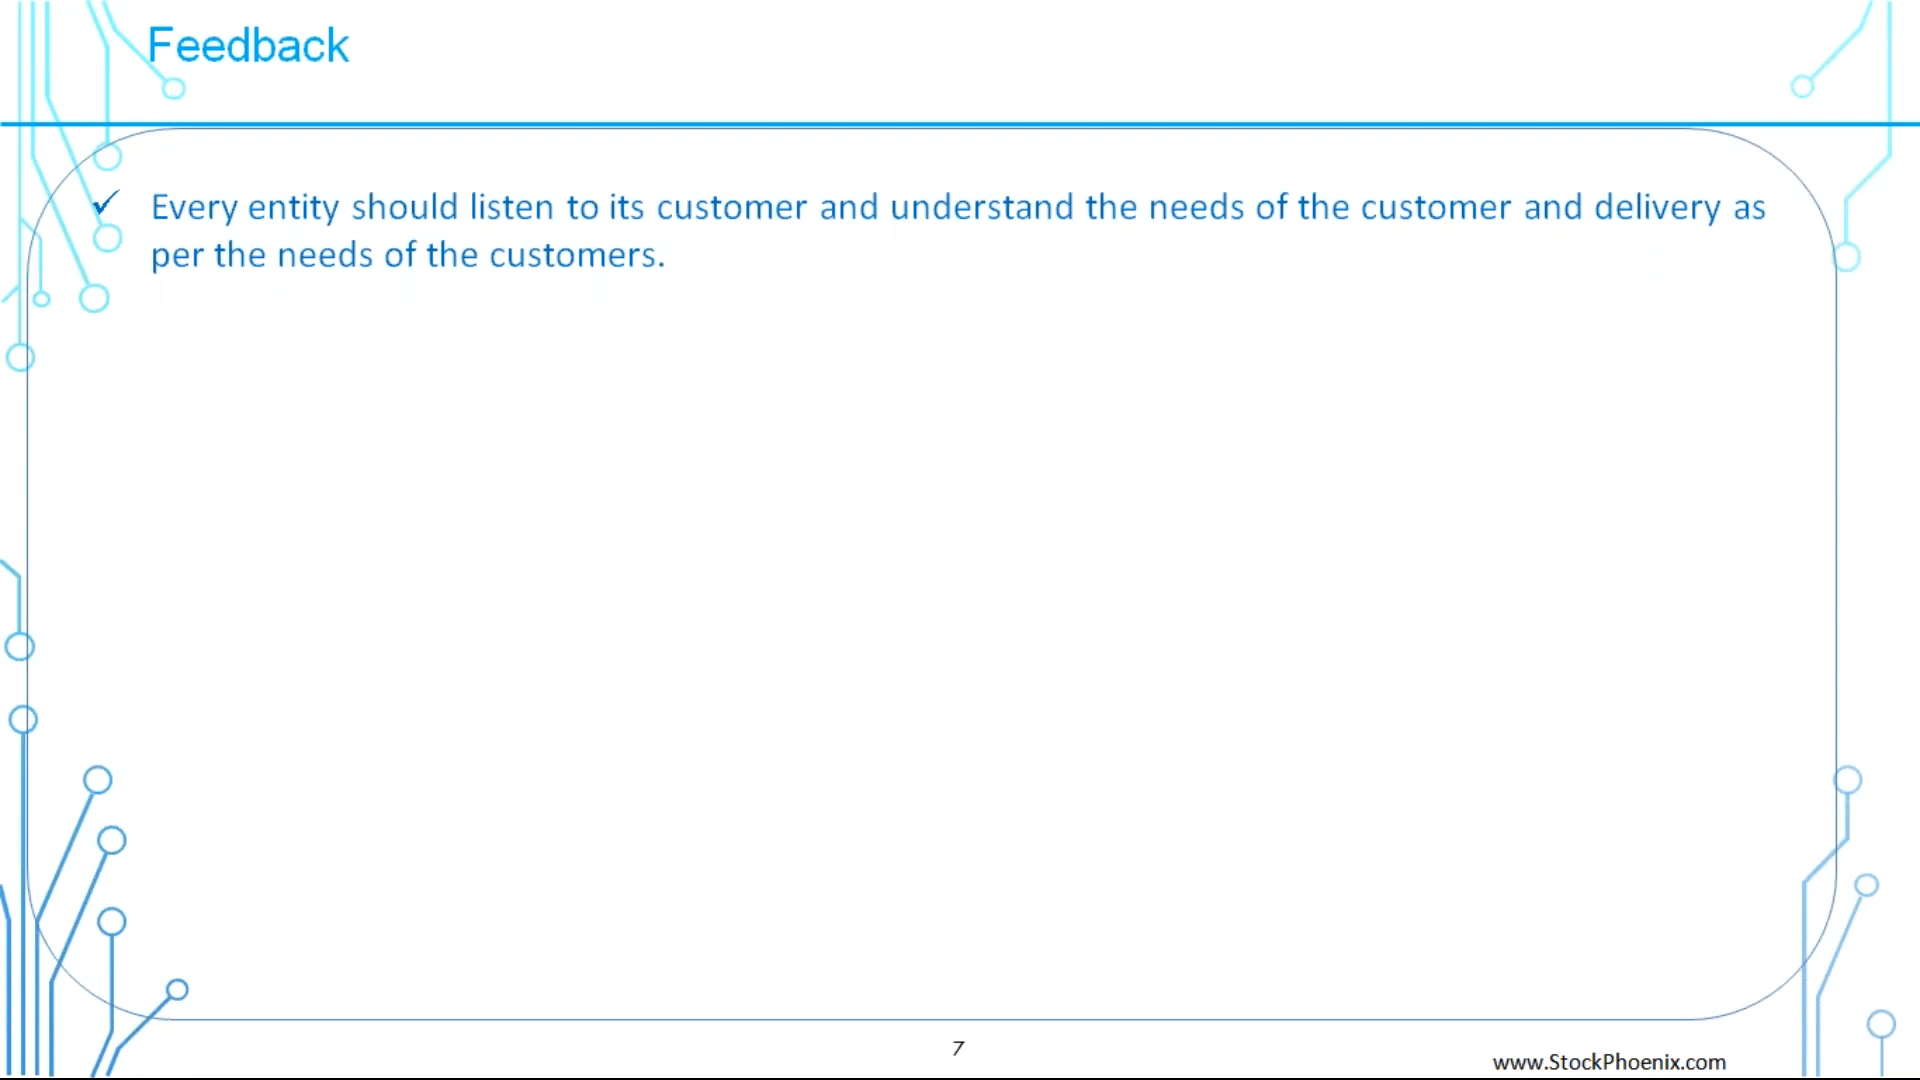 Feedback
✓ Every entity should listen to its customer and understand the needs of the customer and delivery as
per the needs of the customers.
7
www.StockPhoenix.com